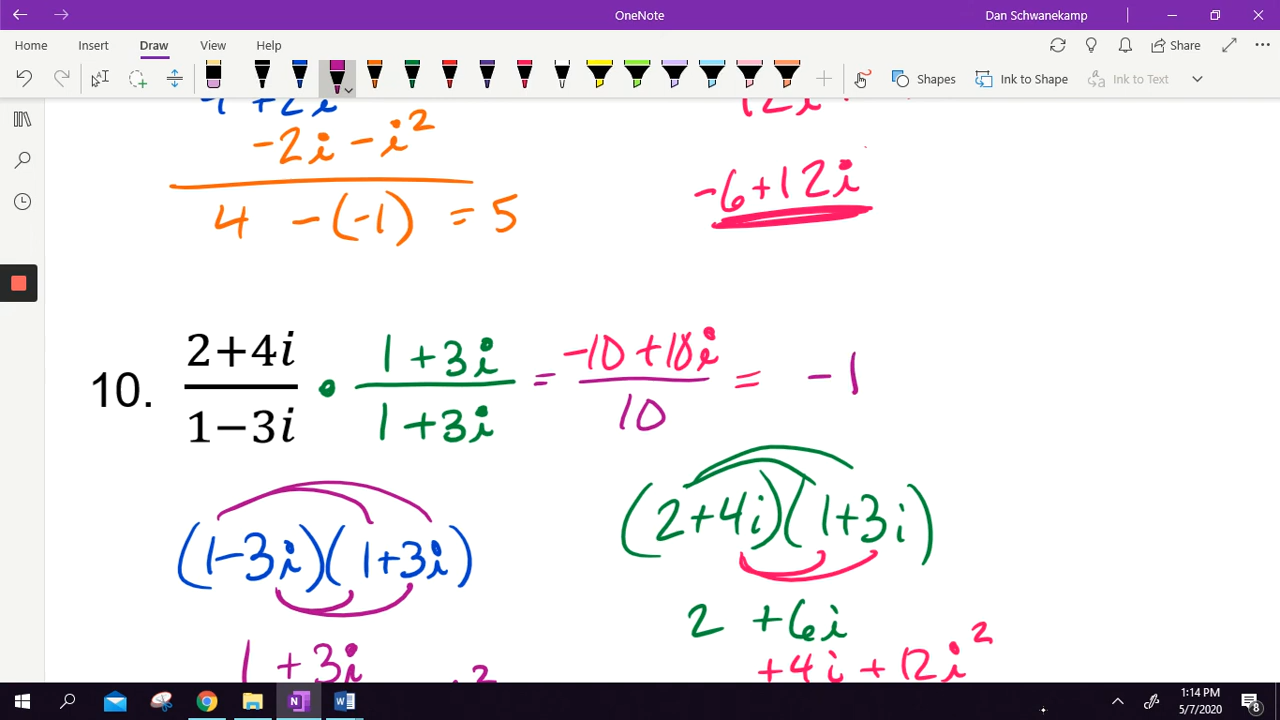 OneNote
Dan Schwanekamp
Home Insert Draw View Help
Share
Shapes Ink to Shape Ink to Text
-2i - i²
4 -(-1) = 5
-6+12i
10. 2+4i/1−3i • 1+3i/1+3i = -10+10i/10 = -1
(1-3i)(1+3i)
(2+4i)(1+3i)
2 +6i
1 +3i
+4i + 12i²
1:14 PM
5/7/2020
8